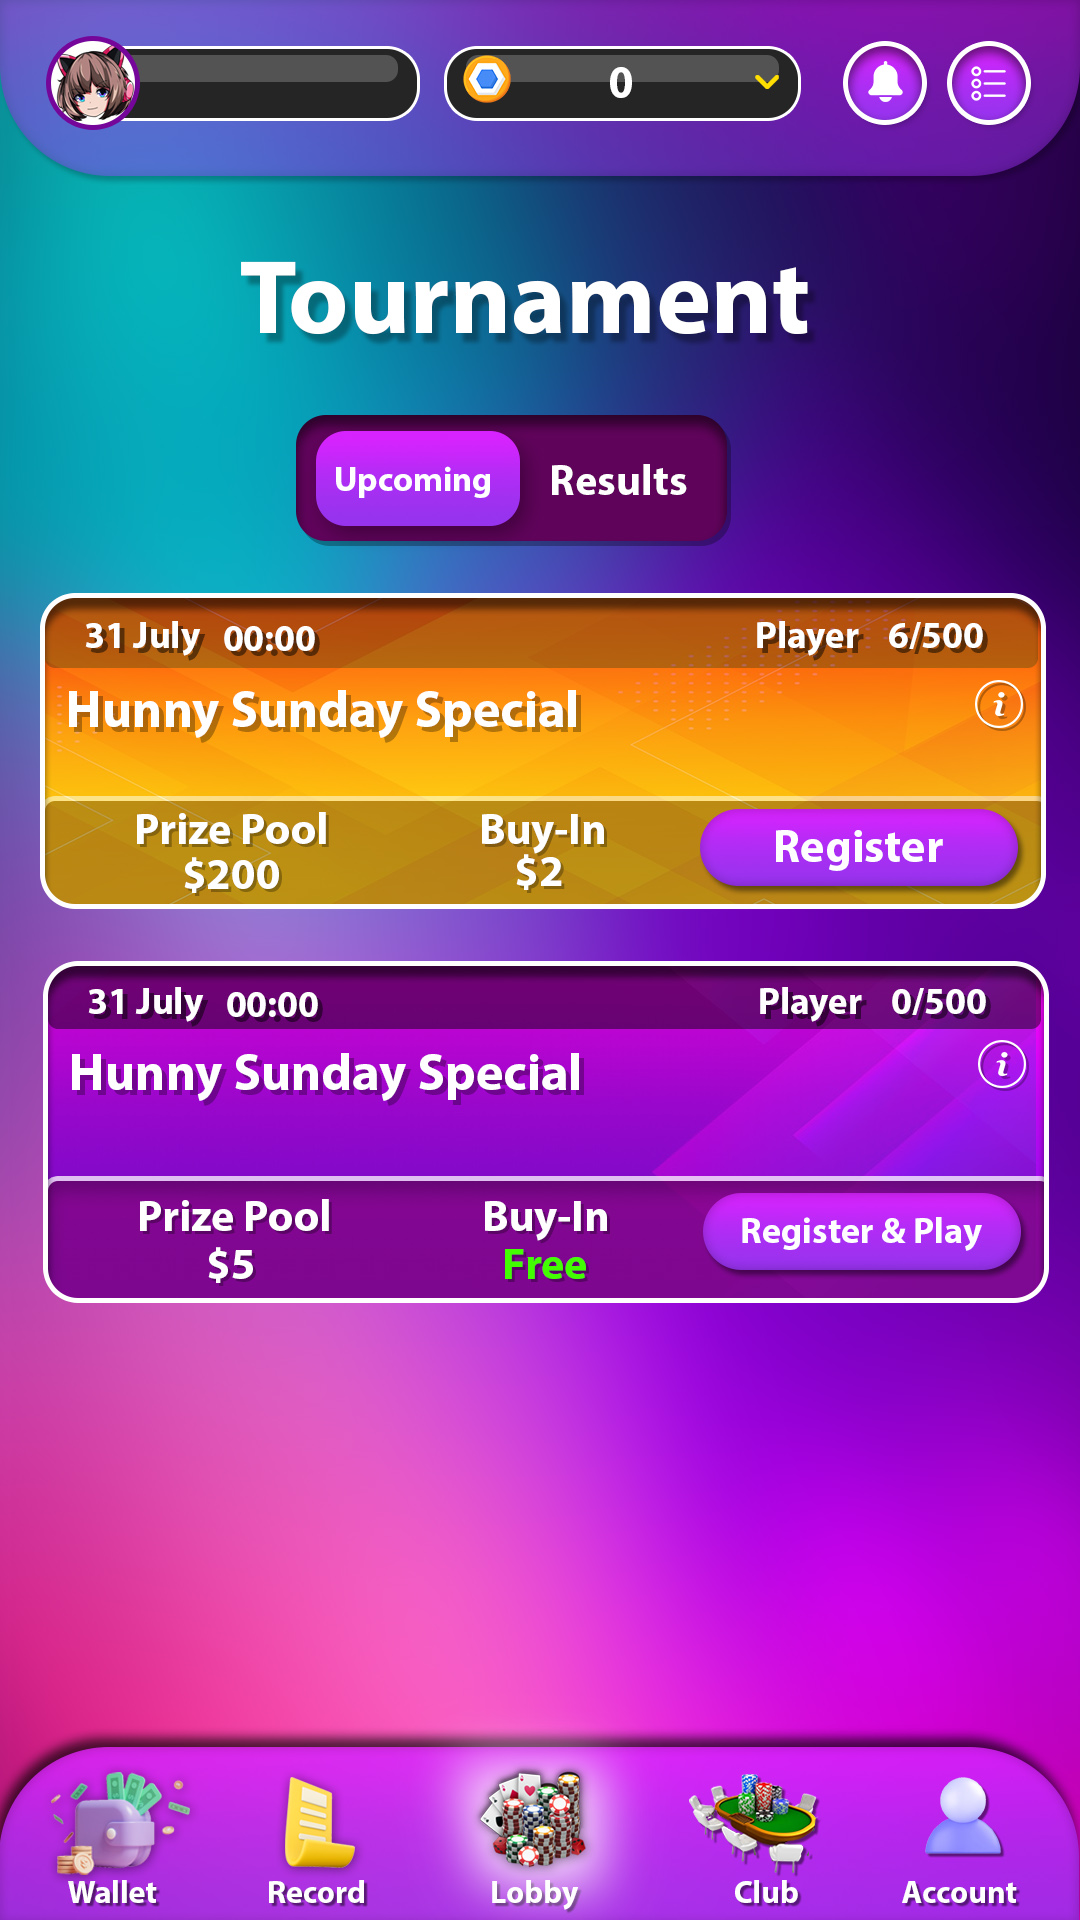 0
Tournament
Upcoming Results
31 July 00:00 Player 6/500
Hunny Sunday Special
Prize Pool Buy-In Register
$200 $2
31 July 00:00 Player 0/500
Hunny Sunday Special
Prize Pool Buy-In Register & Play
$5 Free
Wallet Record Lobby Club Account